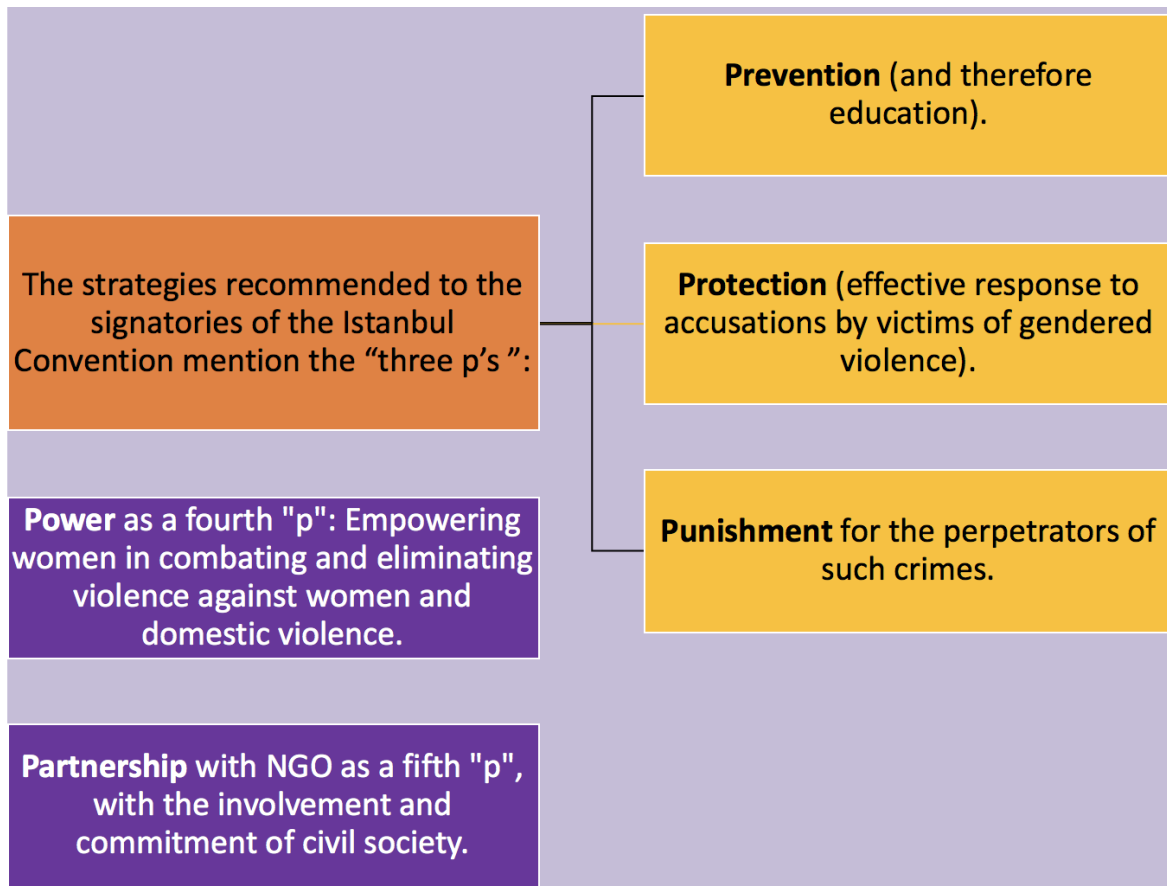 The strategies recommended to the
signatories of the Istanbul
Convention mention the “three p’s ”:
Prevention (and therefore
education).
Protection (effective response to
accusations by victims of gendered
violence).
Punishment for the perpetrators of
such crimes.
Power as a fourth "p": Empowering
women in combating and eliminating
violence against women and
domestic violence.
Partnership with NGO as a fifth "p",
with the involvement and
commitment of civil society.